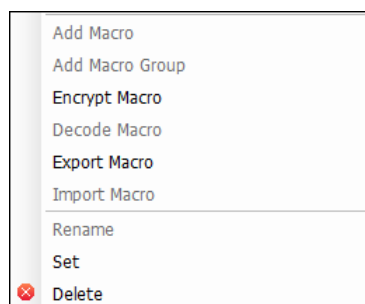 Add Macro
Add Macro Group
Encrypt Macro
Decode Macro
Export Macro
Import Macro
Rename
Set
Delete